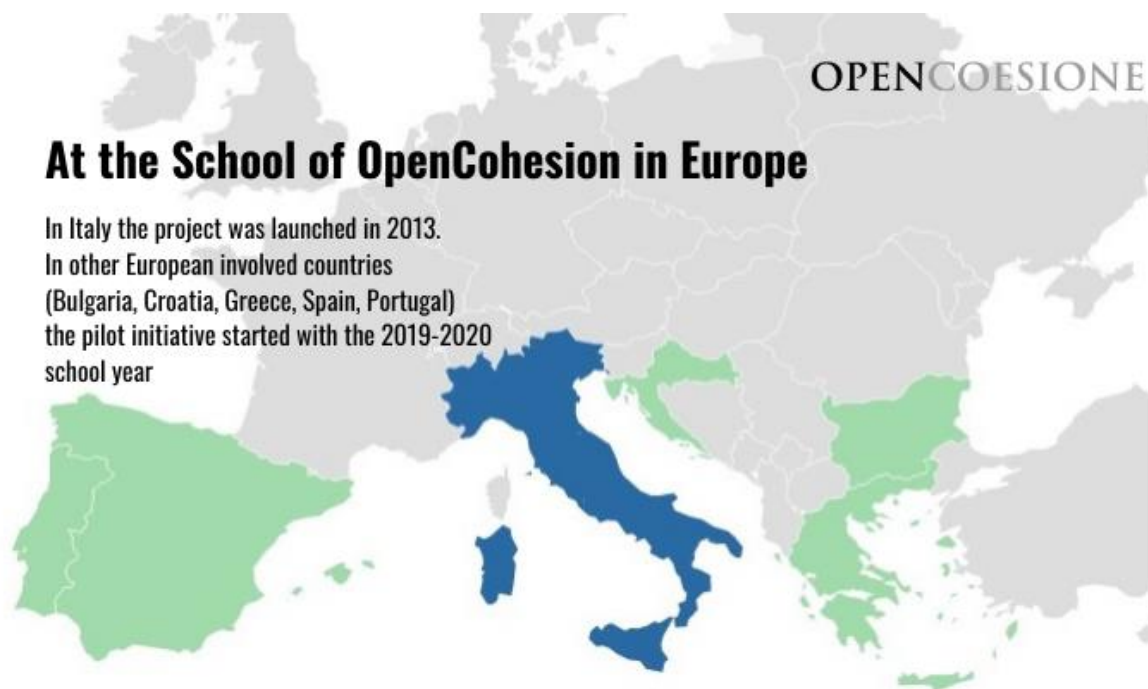 OPENCOESIONE
At the School of OpenCohesion in Europe
In Italy the project was launched in 2013.
In other European involved countries
(Bulgaria, Croatia, Greece, Spain, Portugal)
the pilot initiative started with the 2019-2020
school year